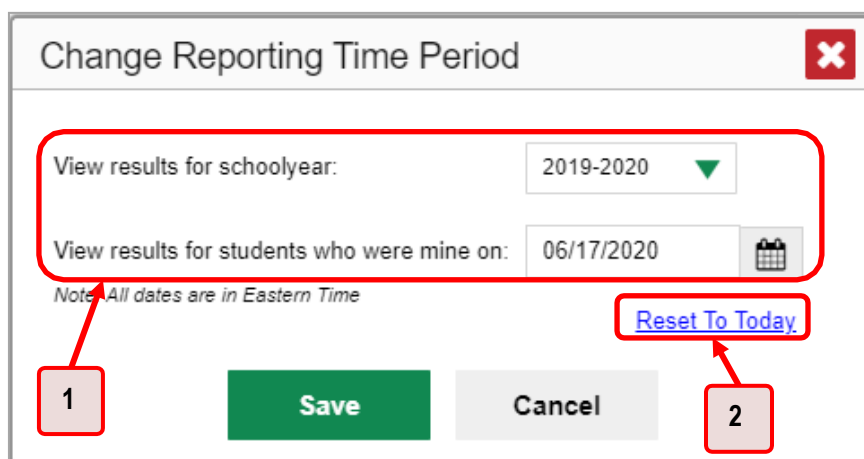 Change Reporting Time Period
View results for schoolyear: 2019-2020
View results for students who were mine on: 06/17/2020
Note: All dates are in Eastern Time
Reset To Today
1 Save Cancel 2